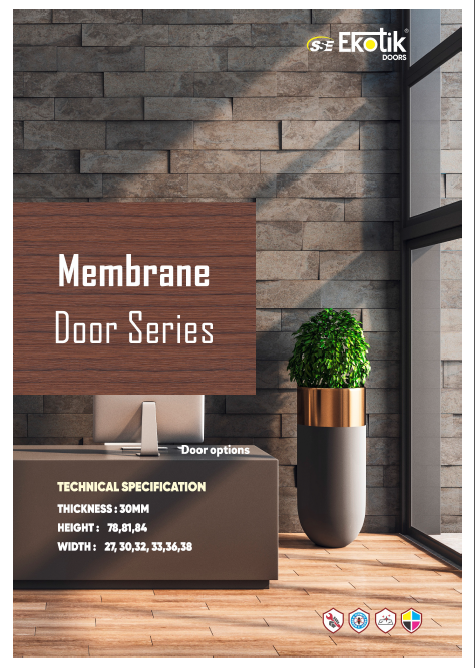 SE EKOtik®
DOORS
Membrane
Door Series
Door options
TECHNICAL SPECIFICATION
THICKNESS : 30MM
HEIGHT : 78,81,84
WIDTH : 27, 30,32, 33,36,38